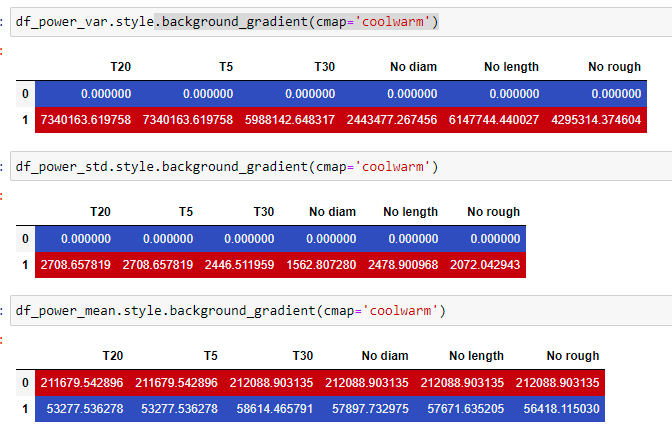 : df_power_var.style.background_gradient(cmap='coolwarm')
:
T20 T5 T30 No diam No length No rough
0 0.000000 0.000000 0.000000 0.000000 0.000000 0.000000
1 7340163.619758 7340163.619758 5988142.648317 2443477.267456 6147744.440027 4295314.374604
: df_power_std.style.background_gradient(cmap='coolwarm')
:
T20 T5 T30 No diam No length No rough
0 0.000000 0.000000 0.000000 0.000000 0.000000 0.000000
1 2708.657819 2708.657819 2446.511959 1562.807280 2478.900968 2072.042943
: df_power_mean.style.background_gradient(cmap='coolwarm')
:
T20 T5 T30 No diam No length No rough
0 211679.542896 211679.542896 212088.903135 212088.903135 212088.903135 212088.903135
1 53277.536278 53277.536278 58614.465791 57897.732975 57671.635205 56418.115030